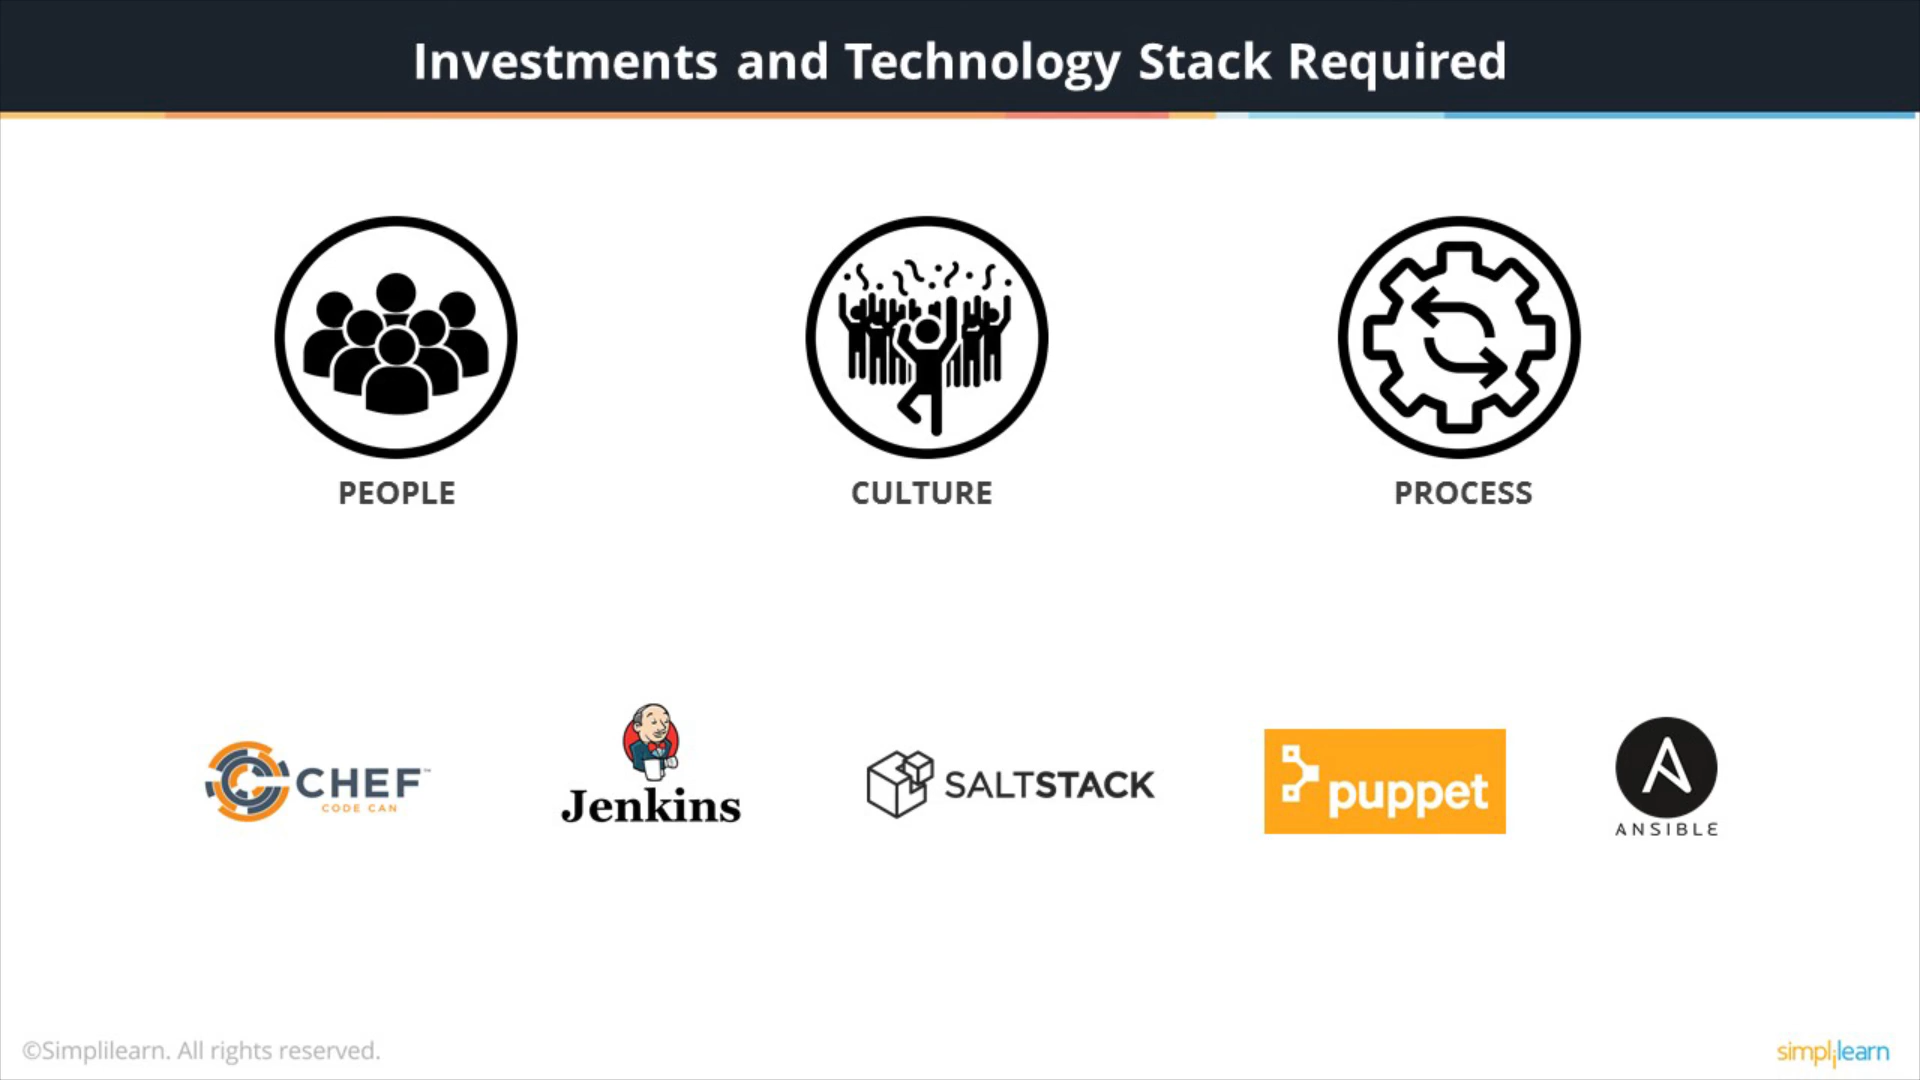 Investments and Technology Stack Required
PEOPLE
CULTURE
PROCESS
CHEF™
CODE CAN
Jenkins
SALTSTACK
puppet
ANSIBLE
©Simplilearn. All rights reserved.
simplilearn